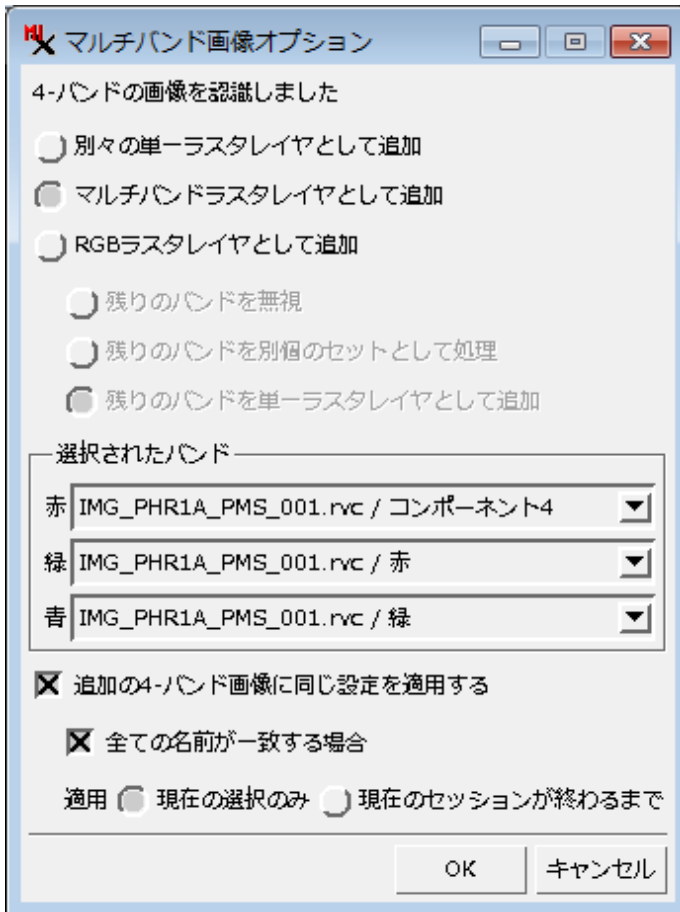 マルチバンド画像オプション
4-バンドの画像を認識しました
別々の単一ラスタレイヤとして追加
マルチバンドラスタレイヤとして追加
RGBラスタレイヤとして追加
残りのバンドを無視
残りのバンドを別個のセットとして処理
残りのバンドを単一ラスタレイヤとして追加
選択されたバンド
赤 IMG_PHR1A_PMS_001.rvc / コンポーネント4
緑 IMG_PHR1A_PMS_001.rvc / 赤
青 IMG_PHR1A_PMS_001.rvc / 緑
追加の4-バンド画像に同じ設定を適用する
全ての名前が一致する場合
適用 現在の選択のみ 現在のセッションが終わるまで
OK キャンセル